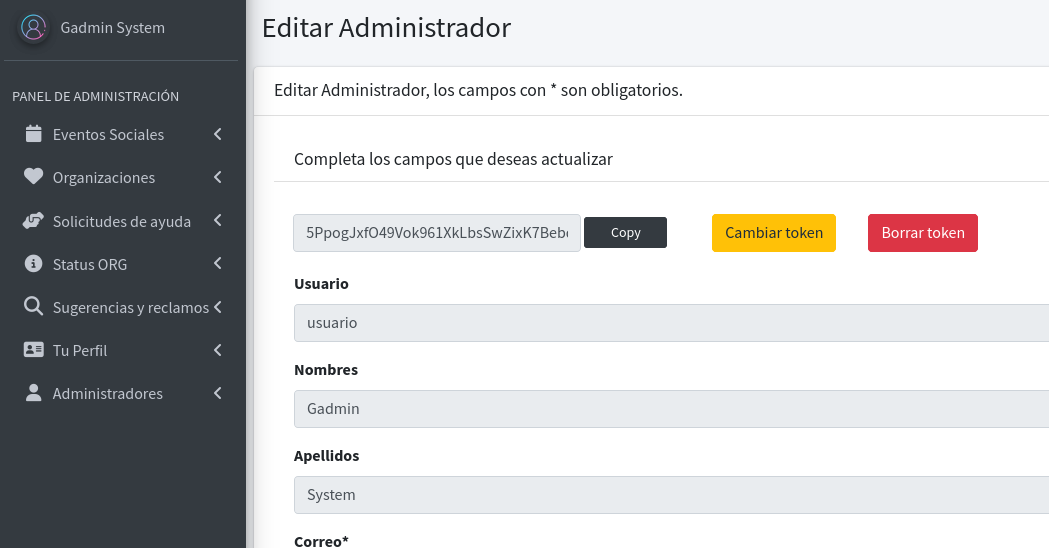 Gadmin System
PANEL DE ADMINISTRACIÓN
Eventos Sociales
Organizaciones
Solicitudes de ayuda
Status ORG
Sugerencias y reclamos
Tu Perfil
Administradores
Editar Administrador
Editar Administrador, los campos con * son obligatorios.
Completa los campos que deseas actualizar
5PpogJxfO49Vok961XkLbsSwZixK7Beb
Copy
Cambiar token
Borrar token
Usuario
usuario
Nombres
Gadmin
Apellidos
System
Correo*